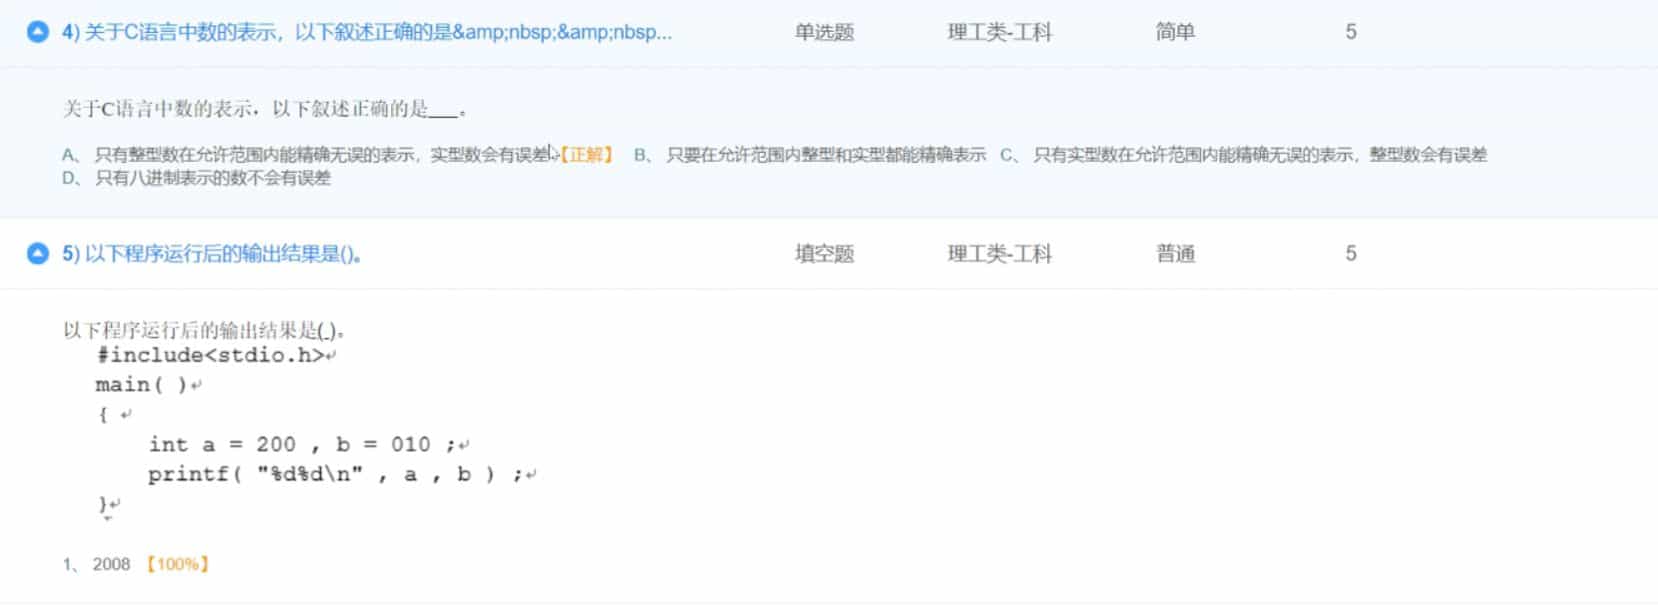 4) 关于C语言中数的表示，以下叙述正确的是&amp;nbsp;&amp;nbsp... 单选题 理工类-工科 简单 5
关于C语言中数的表示，以下叙述正确的是___。
A、 只有整型数在允许范围内能精确无误的表示，实型数会有误差【正解】 B、 只要在允许范围内整型和实型都能精确表示 C、 只有实型数在允许范围内能精确无误的表示，整型数会有误差
D、 只有八进制表示的数不会有误差
5) 以下程序运行后的输出结果是()。 填空题 理工类-工科 普通 5
以下程序运行后的输出结果是(_)。
#include<stdio.h>↵
main( )↵
{ ↵
int a = 200 , b = 010 ;↵
printf( "%d%d\n" , a , b ) ;↵
}↵
1、 2008 【100%】